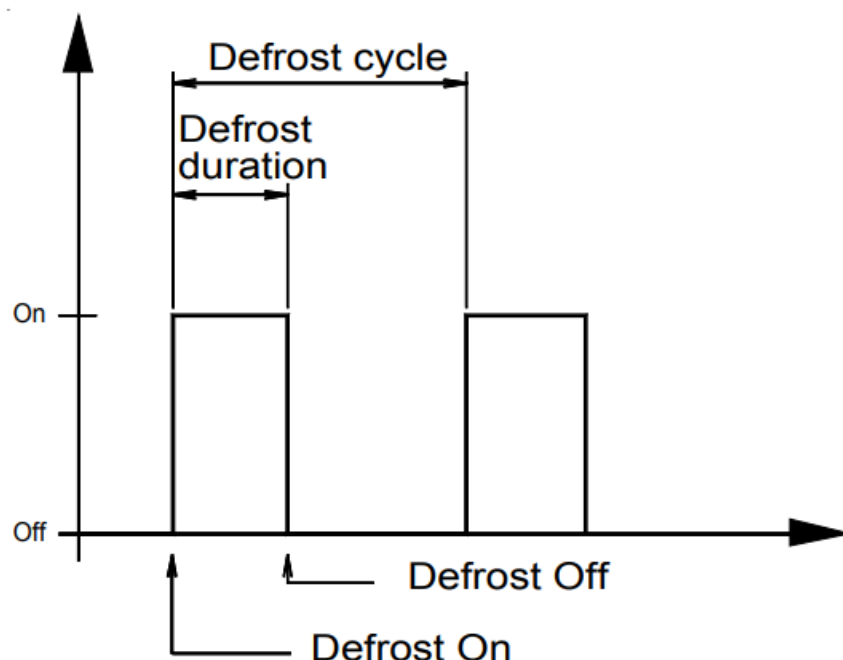 Defrost cycle
Defrost
duration
On
Off
Defrost Off
Defrost On